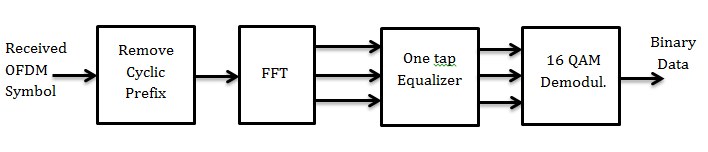 Received
OFDM
Symbol
Remove
Cyclic
Prefix
FFT
One tap
Equalizer
16 QAM
Demodul.
Binary
Data